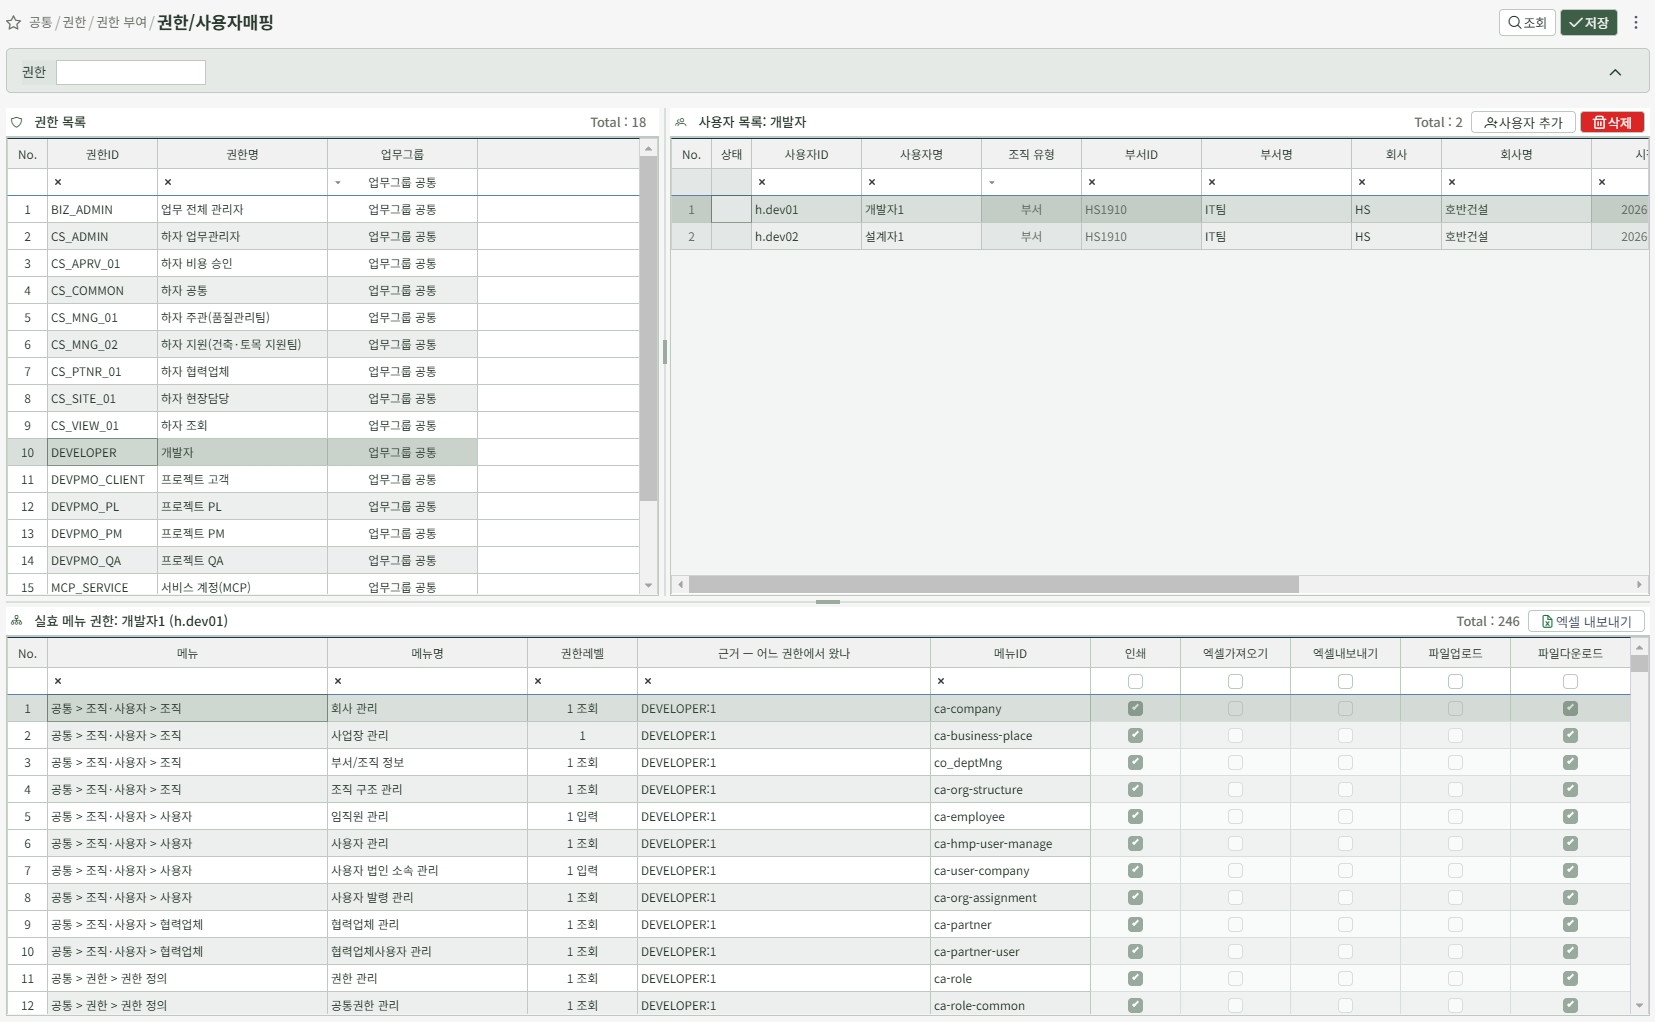 공통 / 권한 / 권한 부여 / 권한/사용자매핑
조회
저장
권한
권한 목록
Total : 18
No. 권한ID 권한명 업무그룹
업무그룹 공통
1 BIZ_ADMIN 업무 전체 관리자 업무그룹 공통
2 CS_ADMIN 하자 업무관리자 업무그룹 공통
3 CS_APRV_01 하자 비용 승인 업무그룹 공통
4 CS_COMMON 하자 공통 업무그룹 공통
5 CS_MNG_01 하자 주관(품질관리팀) 업무그룹 공통
6 CS_MNG_02 하자 지원(건축·토목 지원팀) 업무그룹 공통
7 CS_PTNR_01 하자 협력업체 업무그룹 공통
8 CS_SITE_01 하자 현장담당 업무그룹 공통
9 CS_VIEW_01 하자 조회 업무그룹 공통
10 DEVELOPER 개발자 업무그룹 공통
11 DEVPMO_CLIENT 프로젝트 고객 업무그룹 공통
12 DEVPMO_PL 프로젝트 PL 업무그룹 공통
13 DEVPMO_PM 프로젝트 PM 업무그룹 공통
14 DEVPMO_QA 프로젝트 QA 업무그룹 공통
15 MCP_SERVICE 서비스 계정(MCP) 업무그룹 공통
사용자 목록: 개발자
Total : 2
사용자 추가
삭제
No. 상태 사용자ID 사용자명 조직 유형 부서ID 부서명 회사 회사명
1 h.dev01 개발자1 부서 HS1910 IT팀 HS 호반건설 2026
2 h.dev02 설계자1 부서 HS1910 IT팀 HS 호반건설 2026
실효 메뉴 권한: 개발자1 (h.dev01)
Total : 246
엑셀 내보내기
No. 메뉴 메뉴명 권한레벨 근거 — 어느 권한에서 왔나 메뉴ID 인쇄 엑셀가져오기 엑셀내보내기 파일업로드 파일다운로드
1 공통 > 조직·사용자 > 조직 회사 관리 1 조회 DEVELOPER:1 ca-company
2 공통 > 조직·사용자 > 조직 사업장 관리 1 DEVELOPER:1 ca-business-place
3 공통 > 조직·사용자 > 조직 부서/조직 정보 1 조회 DEVELOPER:1 co_deptMng
4 공통 > 조직·사용자 > 조직 조직 구조 관리 1 조회 DEVELOPER:1 ca-org-structure
5 공통 > 조직·사용자 > 사용자 임직원 관리 1 입력 DEVELOPER:1 ca-employee
6 공통 > 조직·사용자 > 사용자 사용자 관리 1 조회 DEVELOPER:1 ca-hmp-user-manage
7 공통 > 조직·사용자 > 사용자 사용자 법인 소속 관리 1 입력 DEVELOPER:1 ca-user-company
8 공통 > 조직·사용자 > 사용자 사용자 발령 관리 1 조회 DEVELOPER:1 ca-org-assignment
9 공통 > 조직·사용자 > 협력업체 협력업체 관리 1 조회 DEVELOPER:1 ca-partner
10 공통 > 조직·사용자 > 협력업체 협력업체사용자 관리 1 조회 DEVELOPER:1 ca-partner-user
11 공통 > 권한 > 권한 정의 권한 관리 1 조회 DEVELOPER:1 ca-role
12 공통 > 권한 > 권한 정의 공통권한 관리 1 조회 DEVELOPER:1 ca-role-common